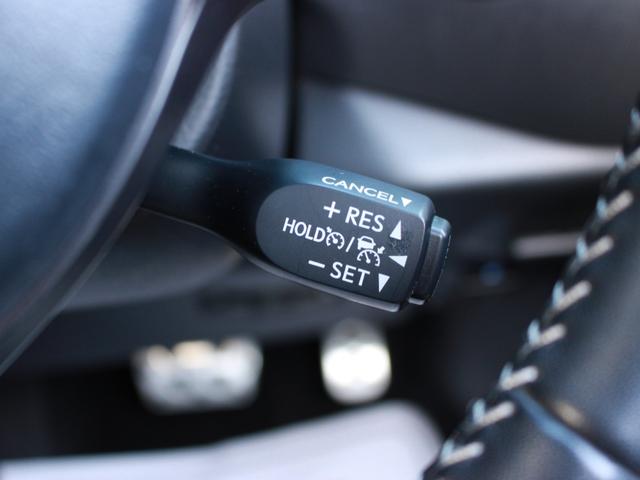 CANCEL▼
+ RES ▲
HOLD / ◀
− SET ▼